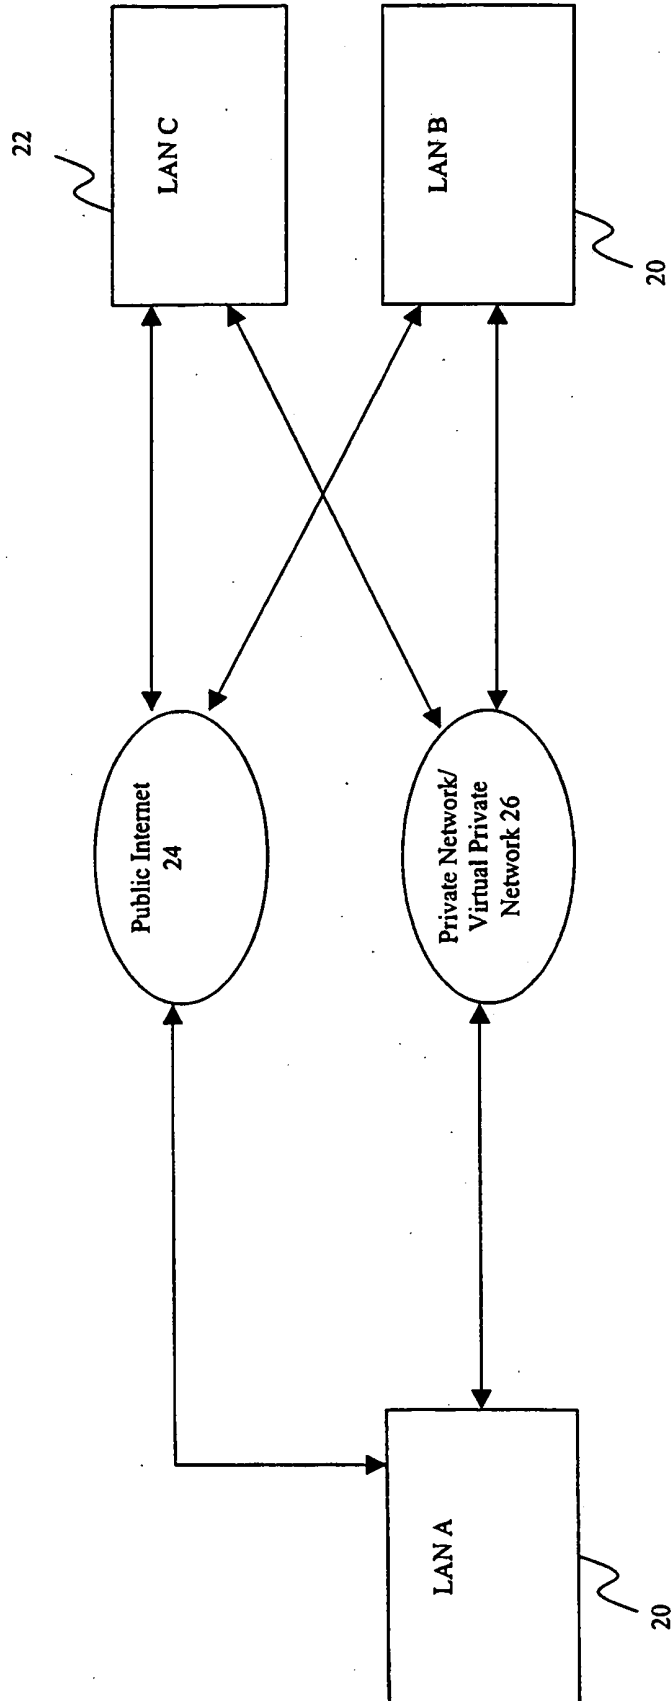 22
LAN C
LAN B
20
Public Internet
24
Private Network/
Virtual Private
Network 26
LAN A
20